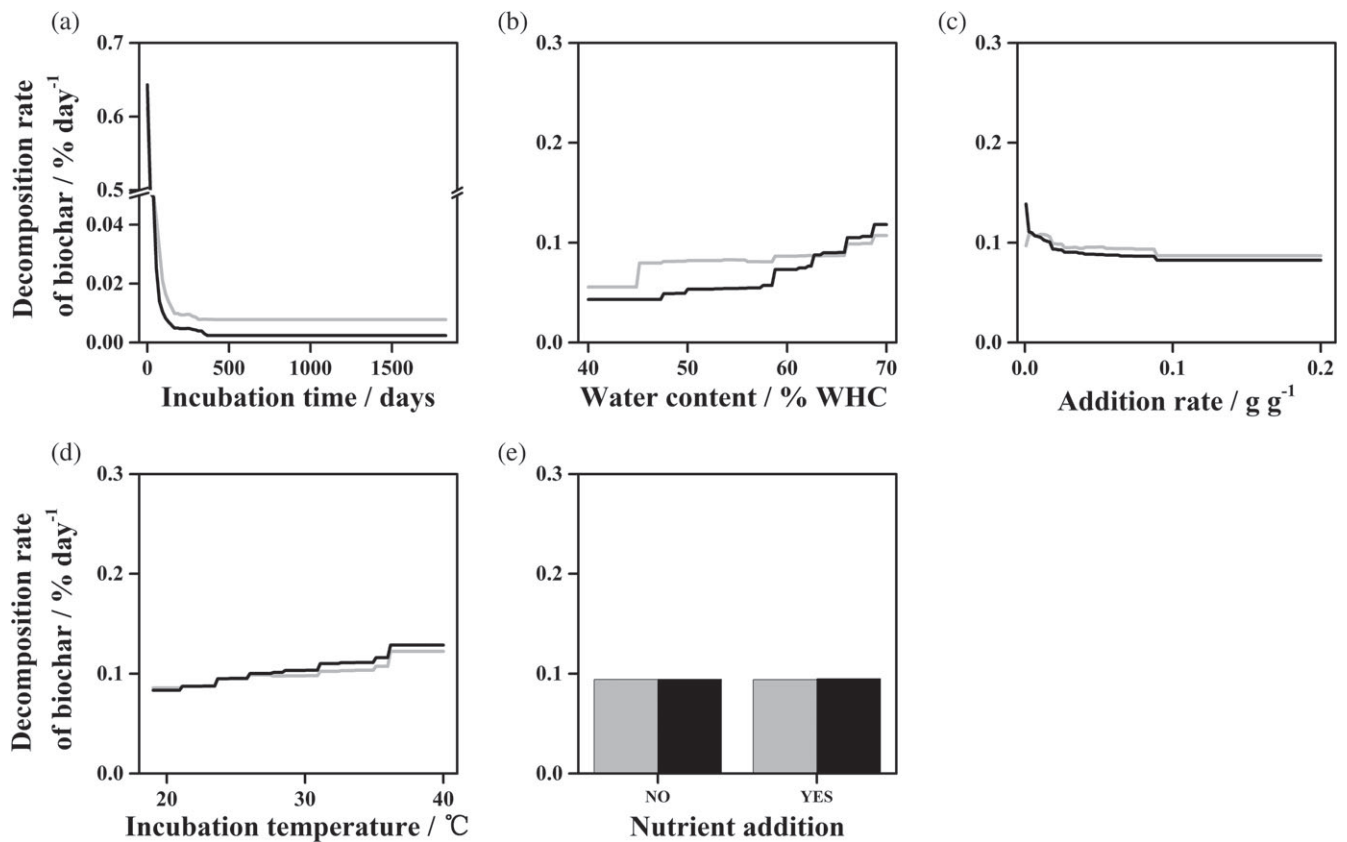 (a)
(b)
(c)
Decomposition rate
of biochar / % day⁻¹
0.7
0.6
0.5
0.04
0.02
0.00
0 500 1000 1500
Incubation time / days
0.3
0.2
0.1
0.0
40 50 60 70
Water content / % WHC
0.3
0.2
0.1
0.0
0.0 0.1 0.2
Addition rate / g g⁻¹
(d)
(e)
Decomposition rate
of biochar / % day⁻¹
0.3
0.2
0.1
0.0
20 30 40
Incubation temperature / ℃
0.3
0.2
0.1
0.0
NO YES
Nutrient addition